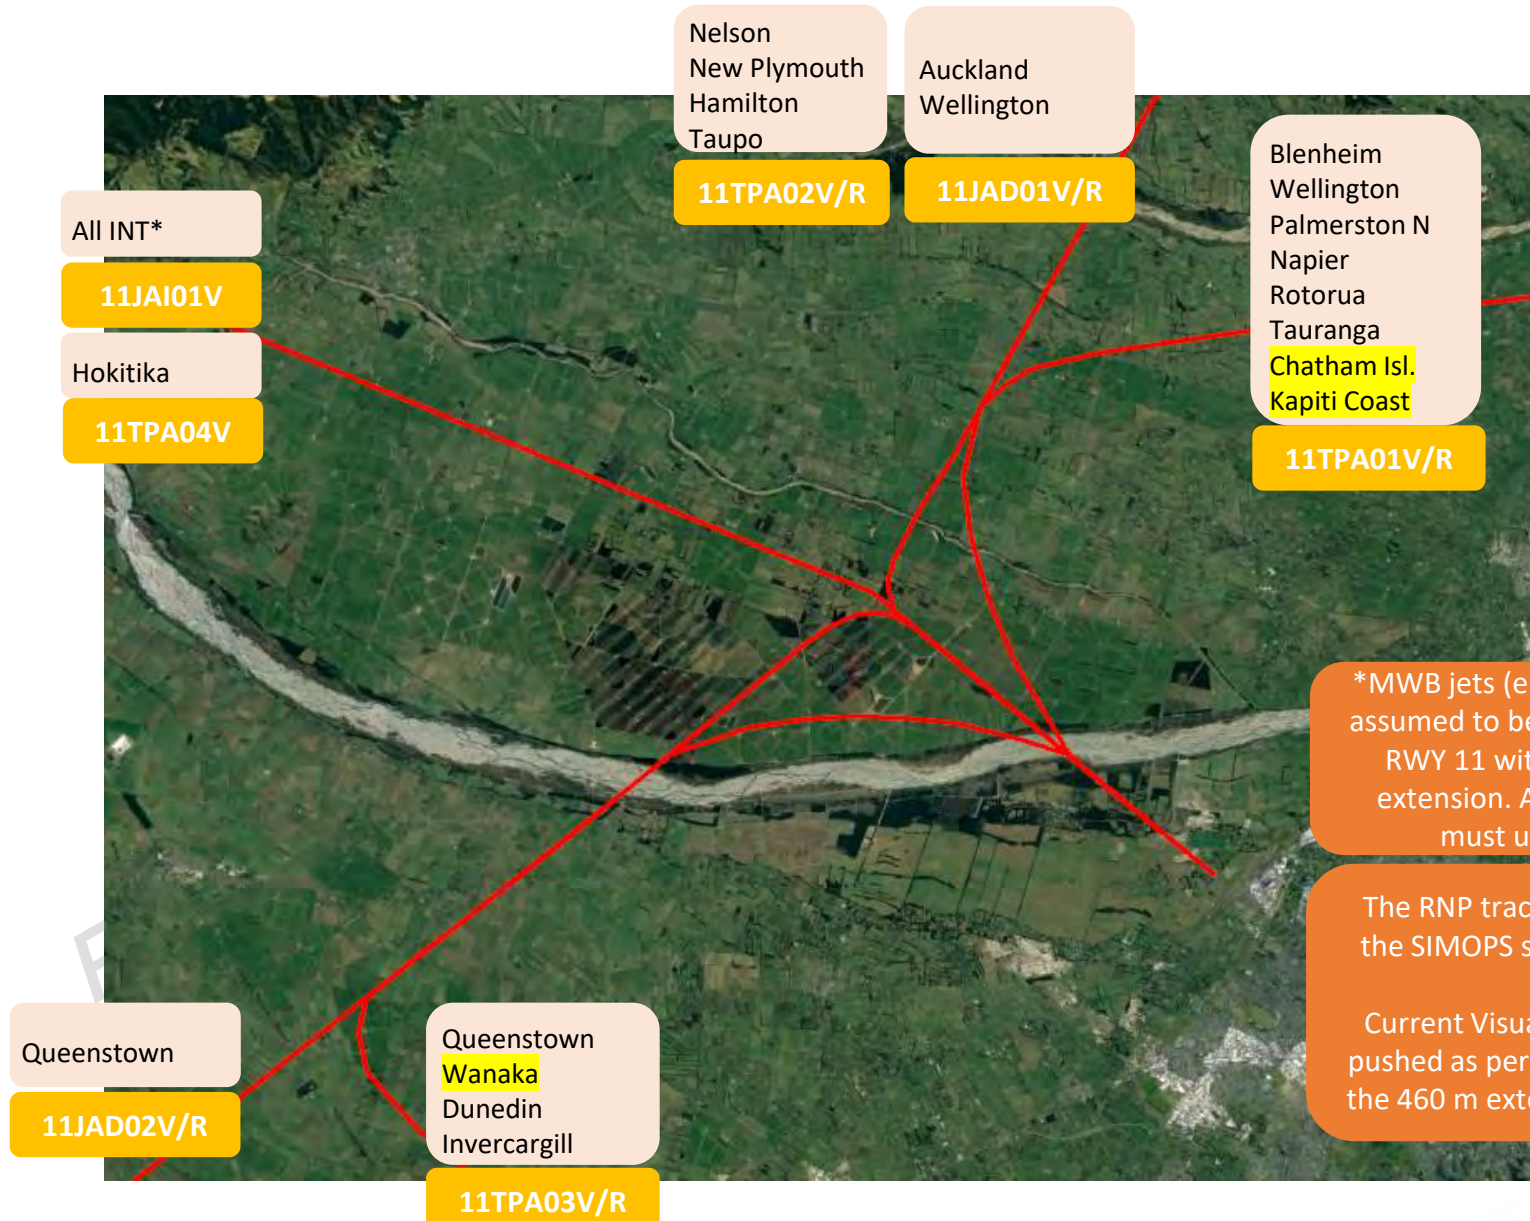 Nelson
New Plymouth
Hamilton
Taupo
11TPA02V/R
Auckland
Wellington
11JAD01V/R
Blenheim
Wellington
Palmerston N
Napier
Rotorua
Tauranga
Chatham Isl.
Kapiti Coast
11TPA01V/R
All INT*
11JAI01V
Hokitika
11TPA04V
*MWB jets (e
assumed to be
RWY 11 wit
extension. A
must u
The RNP trac
the SIMOPS s
Current Visua
pushed as per
the 460 m exte
Queenstown
11JAD02V/R
Queenstown
Wanaka
Dunedin
Invercargill
11TPA03V/R